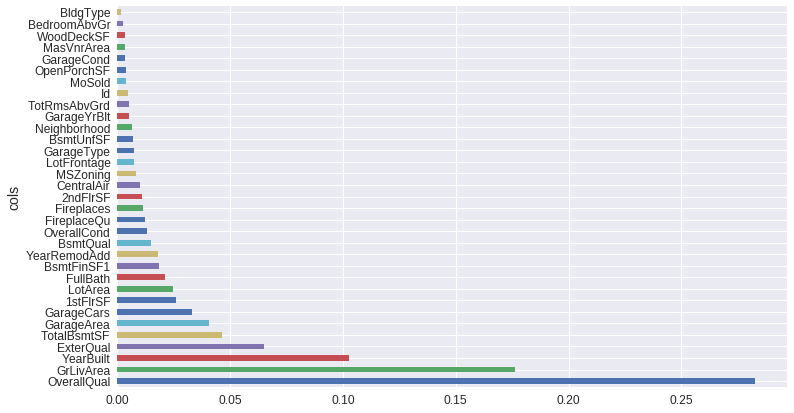 BldgType
BedroomAbvGr
WoodDeckSF
MasVnrArea
GarageCond
OpenPorchSF
MoSold
Id
TotRmsAbvGrd
GarageYrBlt
Neighborhood
BsmtUnfSF
GarageType
LotFrontage
MSZoning
CentralAir
2ndFlrSF
Fireplaces
FireplaceQu
OverallCond
BsmtQual
YearRemodAdd
BsmtFinSF1
FullBath
LotArea
1stFlrSF
GarageCars
GarageArea
TotalBsmtSF
ExterQual
YearBuilt
GrLivArea
OverallQual
cols
0.00 0.05 0.10 0.15 0.20 0.25